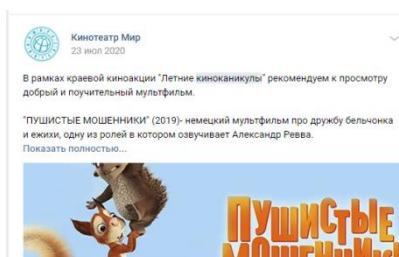 Кинотеатр Мир
23 июл 2020
В рамках краевой киноакции "Летние киноканикулы" рекомендуем к просмотру
добрый и поучительный мультфильм.
"ПУШИСТЫЕ МОШЕННИКИ" (2019)- немецкий мультфильм про дружбу бельчонка
и ежихи, одну из ролей в котором озвучивает Александр Ревва.
Показать полностью...
ПУШИСТЫЕ
МОШЕННИКИ